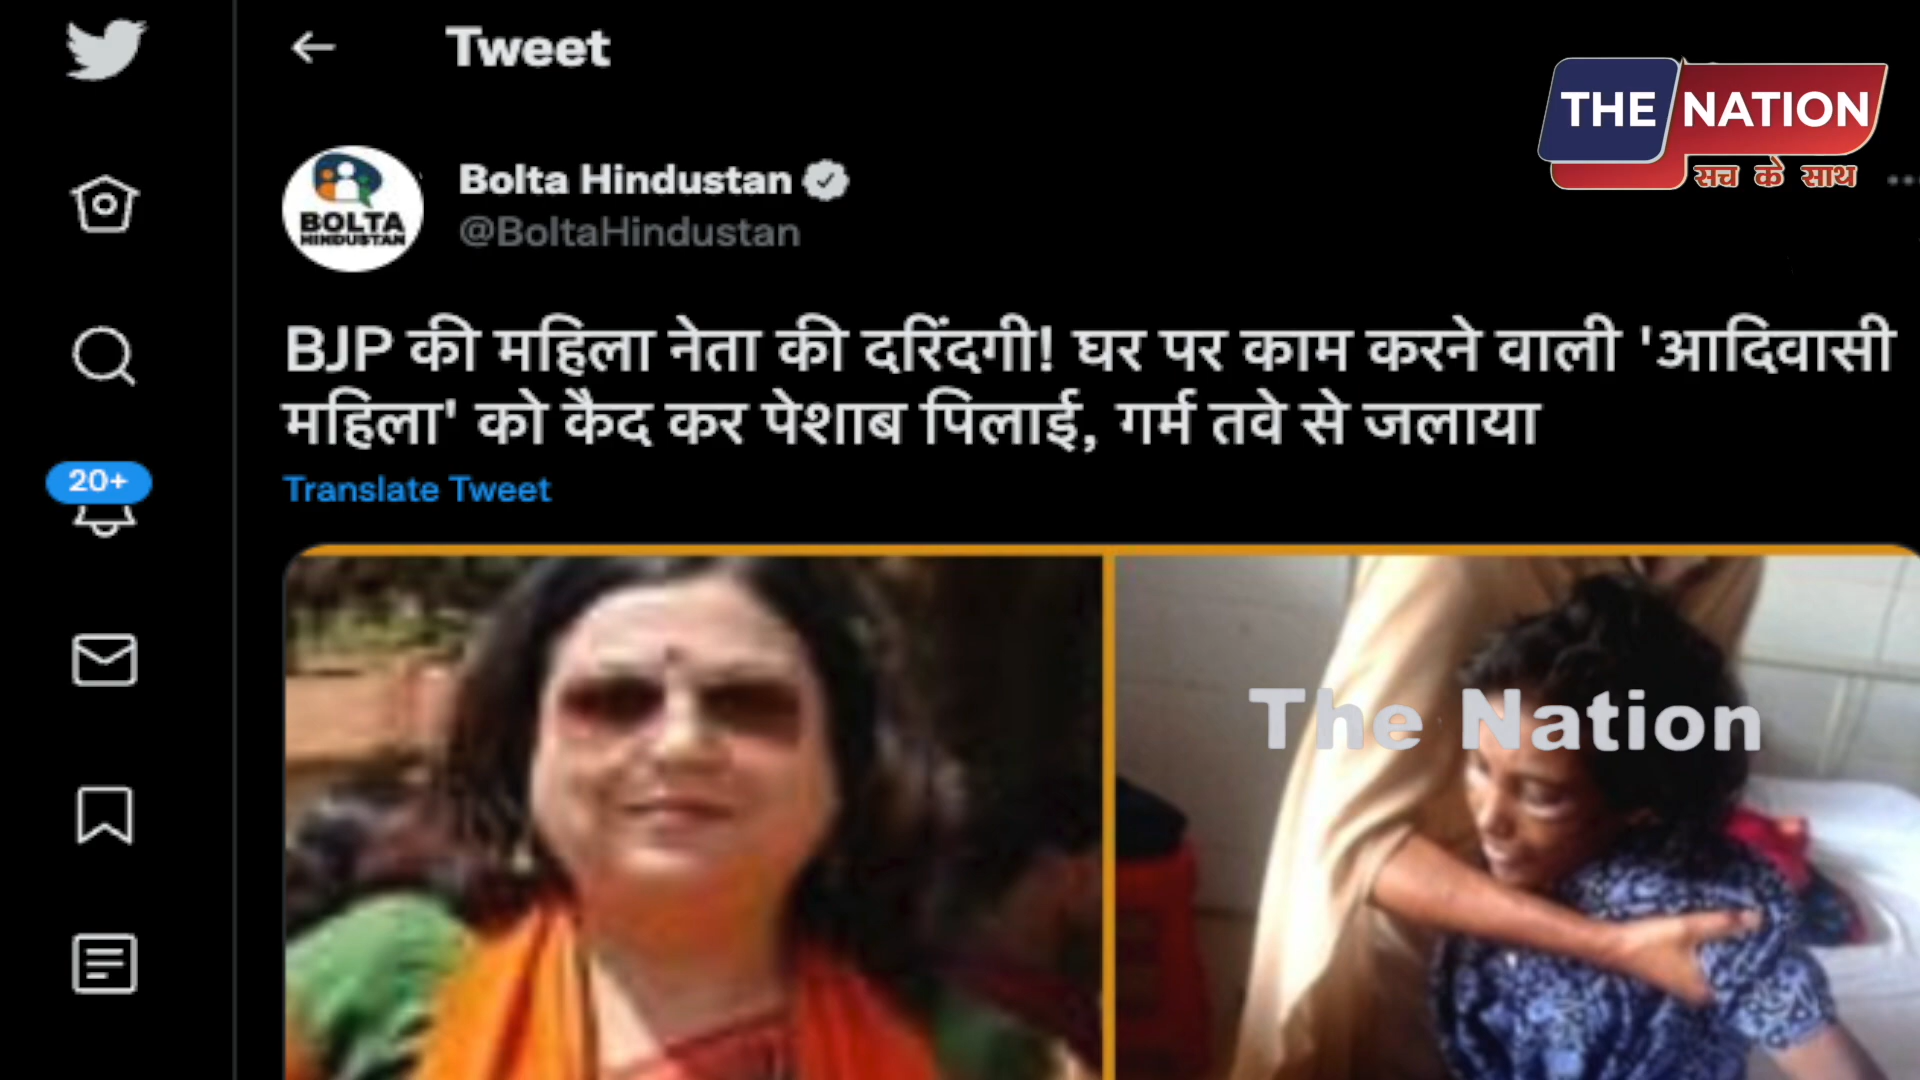 Tweet
THE NATION
सच के साथ
Bolta Hindustan
@BoltaHindustan
BOLTA
HINDUSTAN
BJP की महिला नेता की दरिंदगी! घर पर काम करने वाली 'आदिवासी
महिला' को कैद कर पेशाब पिलाई, गर्म तवे से जलाया
Translate Tweet
20+
The Nation